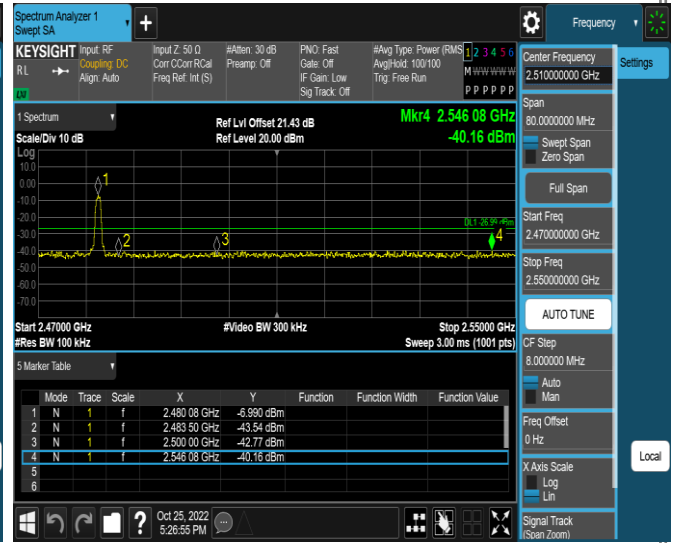 Spectrum Analyzer 1
Swept SA
+
Frequency
KEYSIGHT Input: RF Input Z: 50 Ω #Atten: 30 dB PNO: Fast #Avg Type: Power (RMS 1 2 3 4 5 6
RL Coupling: DC Corr CCorr RCal Preamp: Off Gate: Off Avg|Hold: 100/100 M W W W W W
Align: Auto Freq Ref: Int (S) IF Gain: Low Trig: Free Run
Sig Track: Off P P P P P P
LXI
Center Frequency
2.510000000 GHz
Settings
Span
80.0000000 MHz
Swept Span
Zero Span
Full Span
Start Freq
2.470000000 GHz
Stop Freq
2.550000000 GHz
AUTO TUNE
CF Step
8.000000 MHz
Auto
Man
Freq Offset
0 Hz
X Axis Scale
Log
Lin
Signal Track
(Span Zoom)
Local
1 Spectrum
Ref Lvl Offset 21.43 dB
Mkr4 2.546 08 GHz
Scale/Div 10 dB
Ref Level 20.00 dBm
-40.16 dBm
Log
10.0
0.00
-10.0
-20.0
-30.0
-40.0
-50.0
-60.0
-70.0
1
2
3
4
DL1 -26.99 dBm
Start 2.47000 GHz #Video BW 300 kHz Stop 2.55000 GHz
#Res BW 100 kHz Sweep 3.00 ms (1001 pts)
5 Marker Table
Mode Trace Scale X Y Function Function Width Function Value
1 N 1 f 2.480 08 GHz -6.990 dBm
2 N 1 f 2.483 50 GHz -43.54 dBm
3 N 1 f 2.500 00 GHz -42.77 dBm
4 N 1 f 2.546 08 GHz -40.16 dBm
5
6
?
Oct 25, 2022
5:26:55 PM